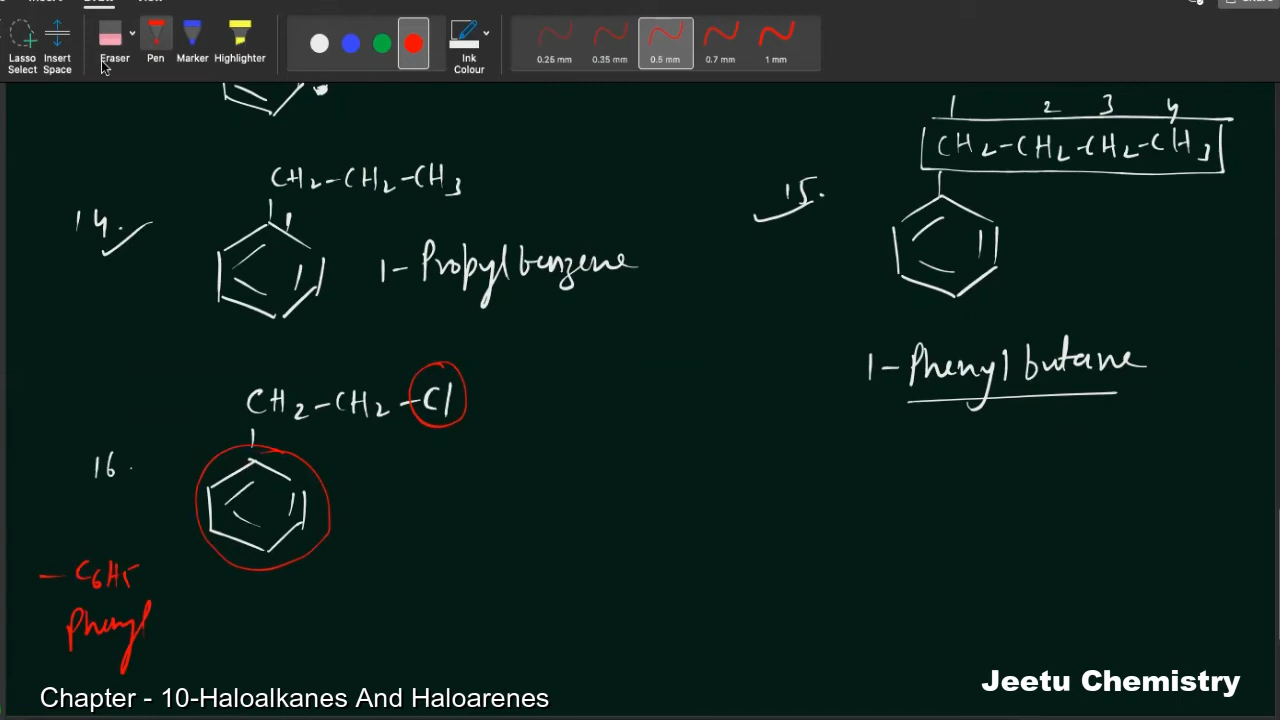 Lasso Select
Insert Space
Eraser
Pen
Marker
Highlighter
Ink Colour
0.25 mm
0.35 mm
0.5 mm
0.7 mm
1 mm
1 2 3 4
CH2-CH2-CH2-CH3
15.
CH2-CH2-CH3
14.
1
1-Propylbenzene
1-Phenylbutane
CH2-CH2-Cl
16.
-C6H5
Phenyl
Jeetu Chemistry
Chapter - 10-Haloalkanes And Haloarenes